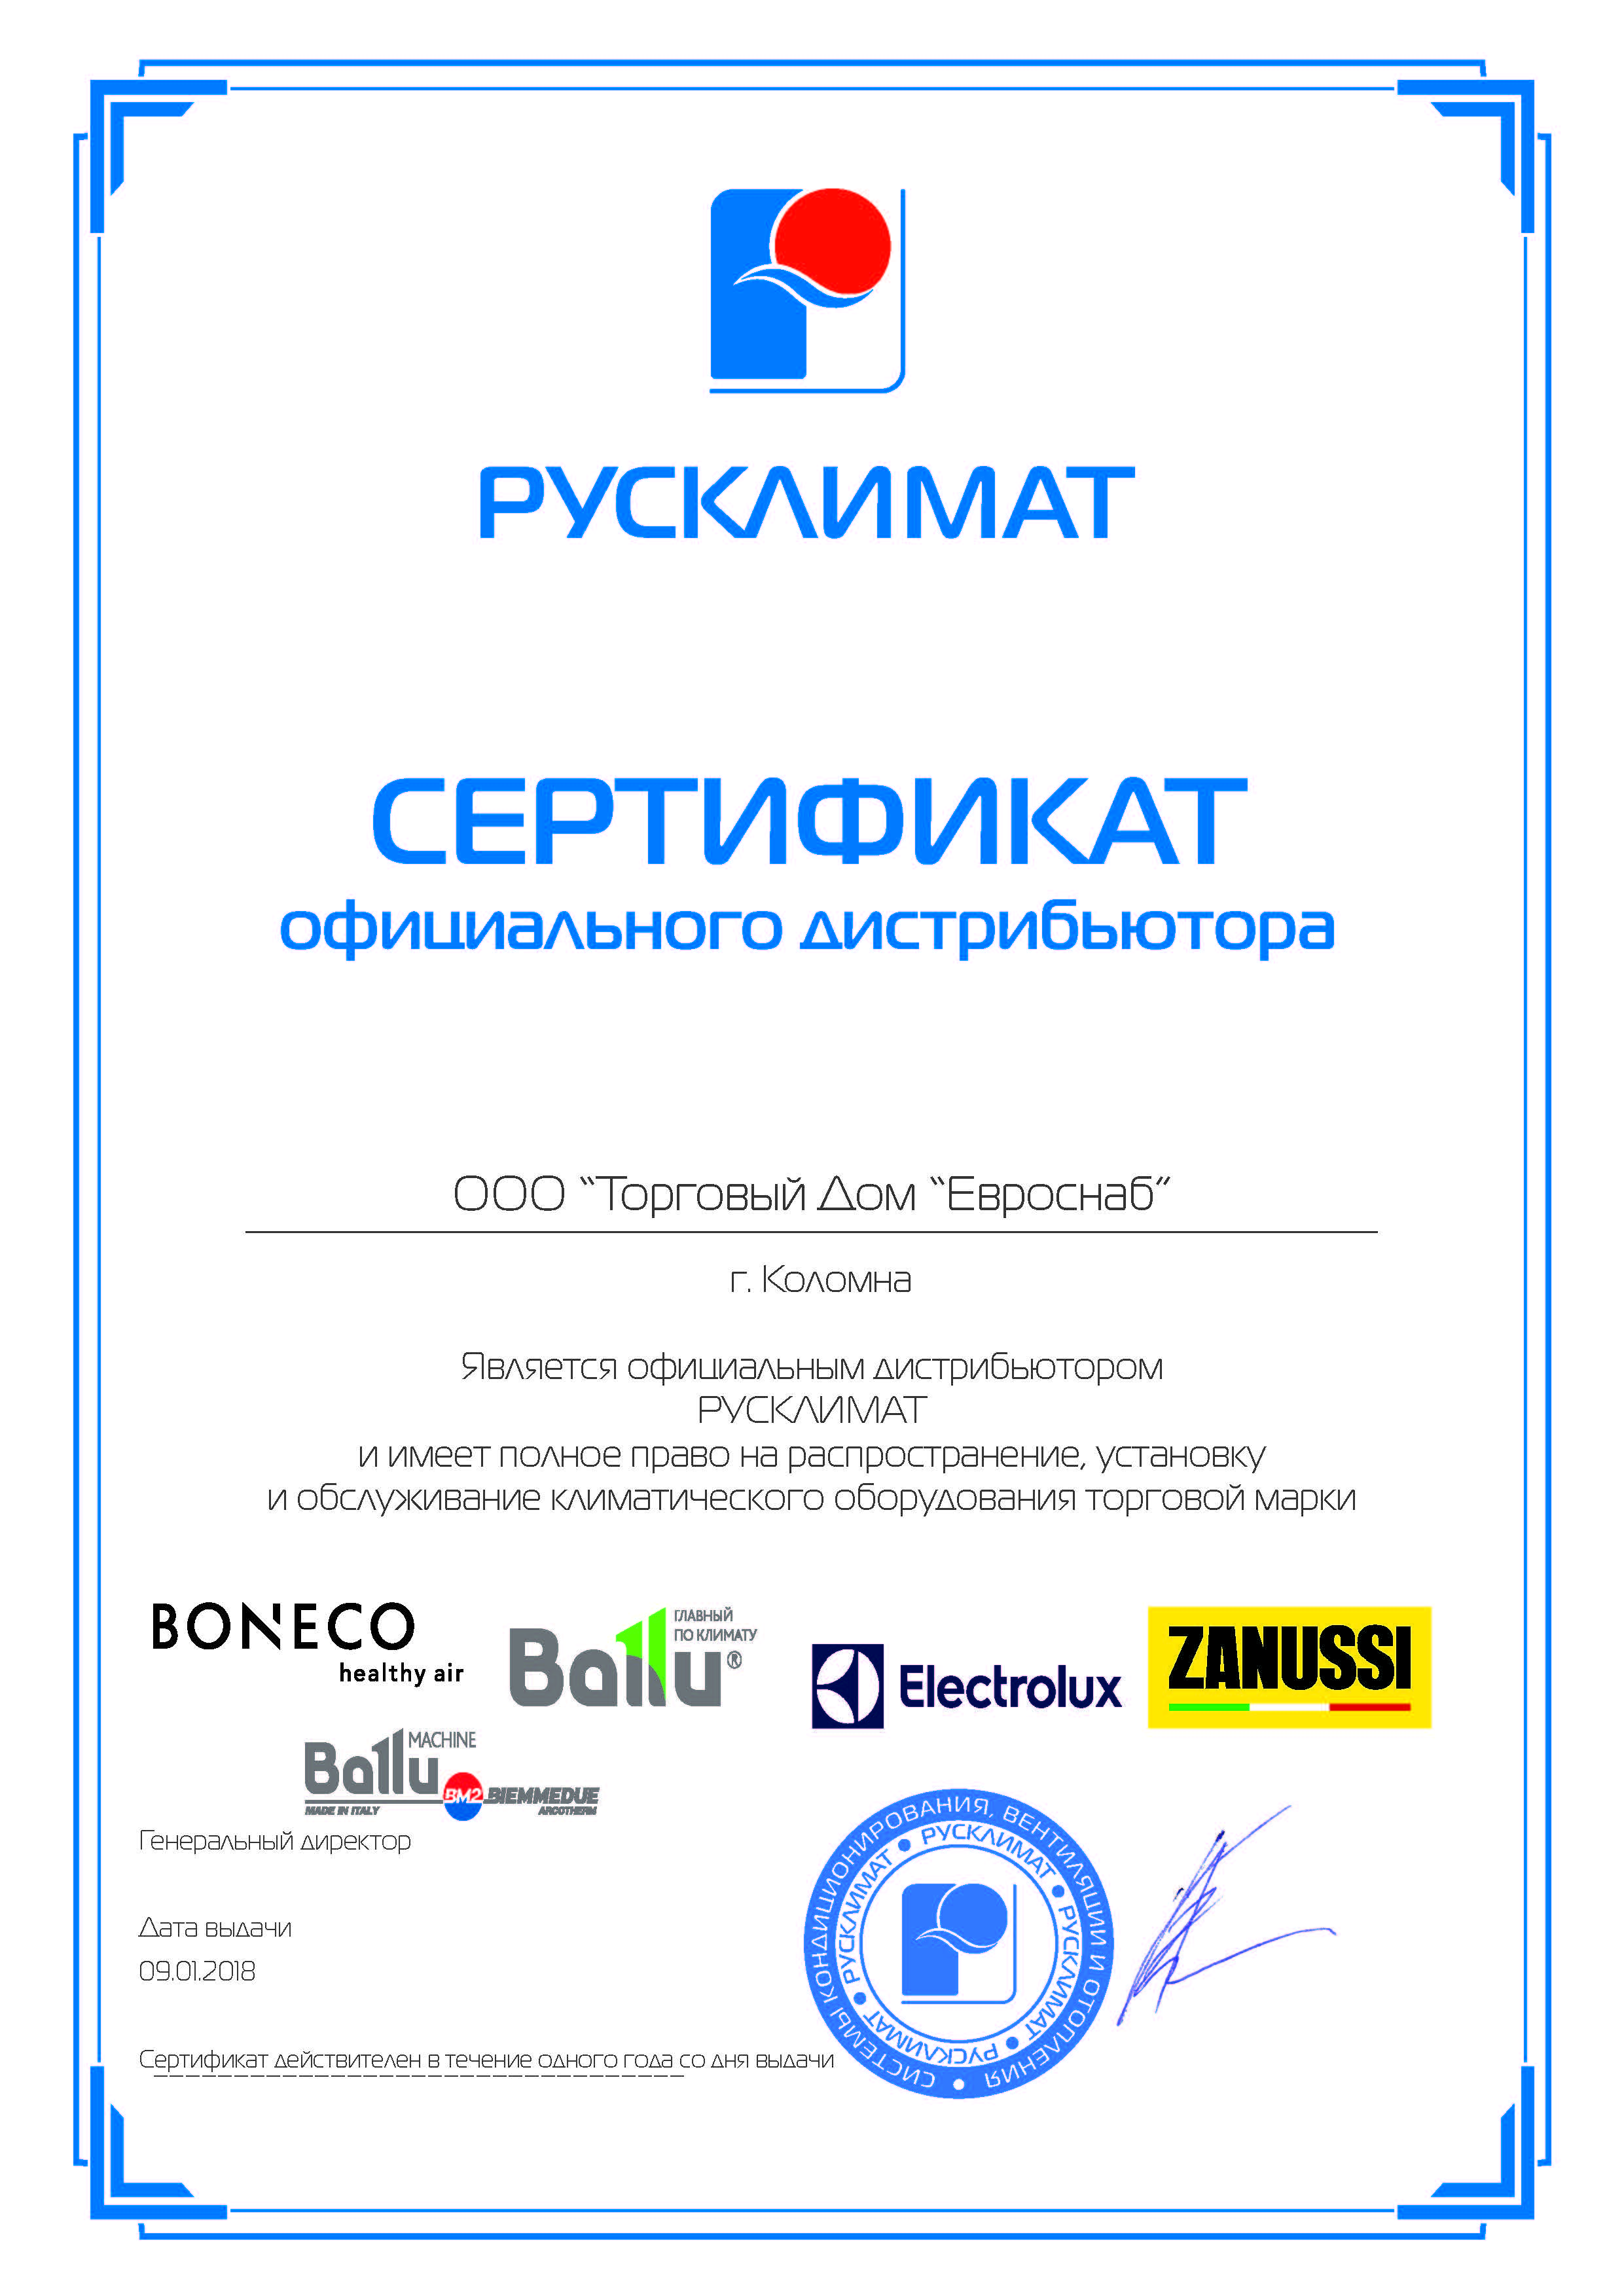 РУСКЛИМАТ
СЕРТИФИКАТ
официального дистрибьютора
ООО “Торговый Дом “Евроснаб”
г. Коломна
Является официальным дистрибьютором
РУСКЛИМАТ
и имеет полное право на распространение, установку
и обслуживание климатического оборудования торговой марки
BONECO
healthy air
Ballu®
ГЛАВНЫЙ
ПО КЛИМАТУ
Electrolux
ZANUSSI
Ballu MACHINE
MADE IN ITALY
BM2 BIEMMEDUE
ARCOTHERM
Генеральный директор
Дата выдачи
09.01.2018
Сертификат действителен в течение одного года со дня выдачи
СИСТЕМЫ КОНДИЦИОНИРОВАНИЯ, ВЕНТИЛЯЦИИ И ОТОПЛЕНИЯ •
РУСКЛИМАТ • РУСКЛИМАТ • РУСКЛИМАТ • РУСКЛИМАТ •